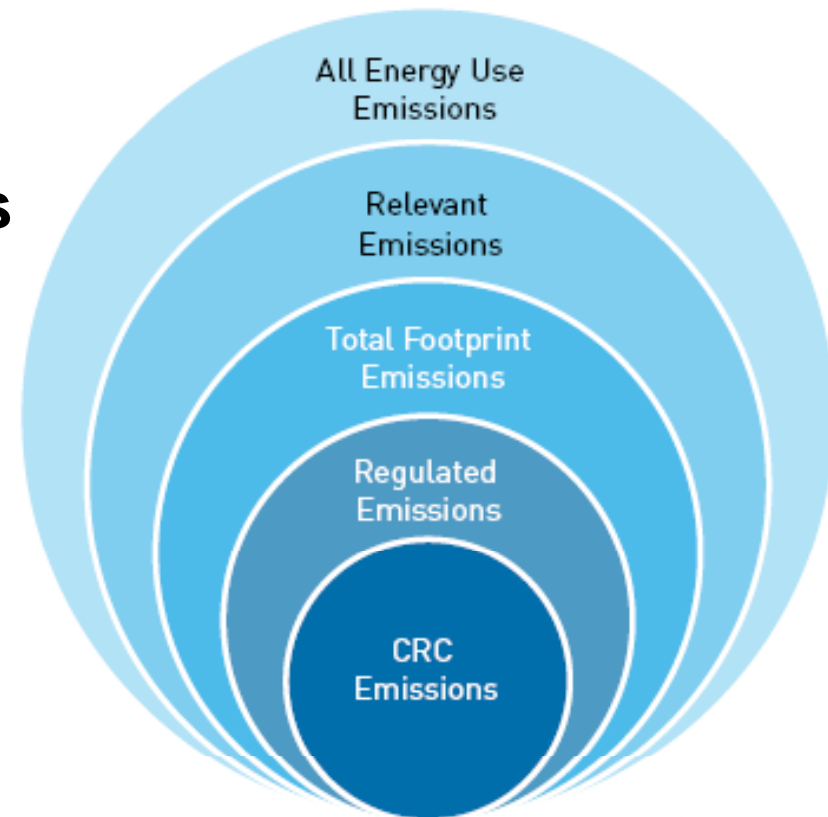 All Energy Use
Emissions
s
Relevant
Emissions
Total Footprint
Emissions
Regulated
Emissions
CRC
Emissions